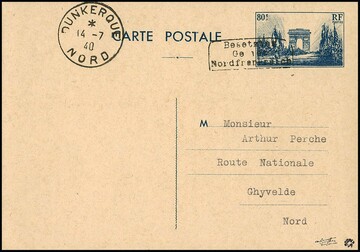 DUNKERQUE
*
14 -7
40
NORD
CARTE POSTALE
80c RF
Besetztes
Nordfrankreich
M Monsieur
Arthur Perche
Route Nationale
Ghyvelde
Nord